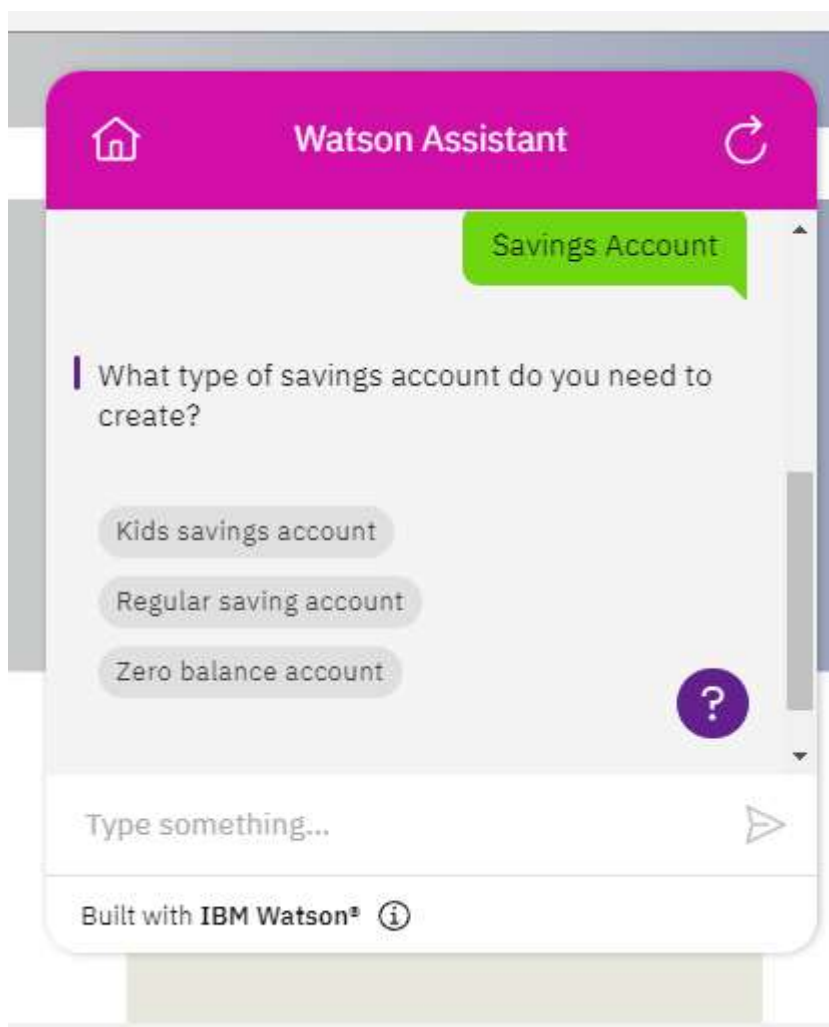 Watson Assistant
Savings Account
What type of savings account do you need to
create?
Kids savings account
Regular saving account
Zero balance account
?
Type something...
Built with IBM Watson®